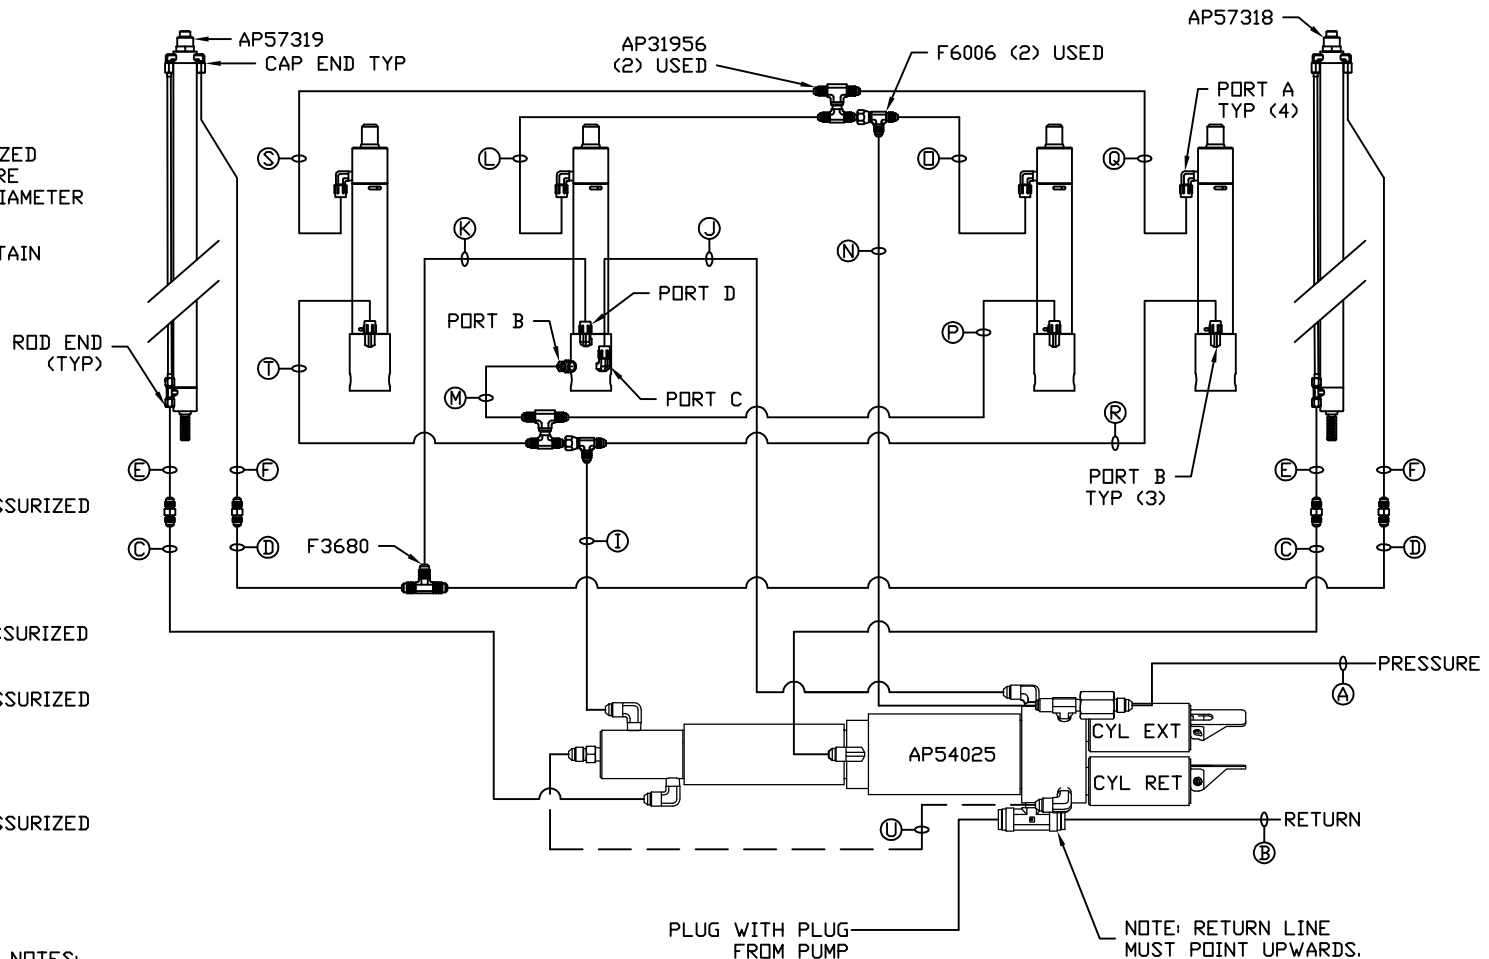 AP57319
CAP END TYP
AP31956
(2) USED
F6006 (2) USED
AP57318
PORT A
TYP (4)
ZED
RE
IAMETER
TAIN
S
L
O
Q
K
J
N
PORT D
PORT B
PORT C
ROD END
(TYP)
T
M
P
R
PORT B
TYP (3)
E
F
E
F
SSURIZED
C
D
F3680
I
C
D
SSURIZED
SSURIZED
PRESSURE
A
CYL EXT
AP54025
CYL RET
SSURIZED
U
RETURN
B
PLUG WITH PLUG
FROM PUMP
NOTE: RETURN LINE
MUST POINT UPWARDS.
NOTES: